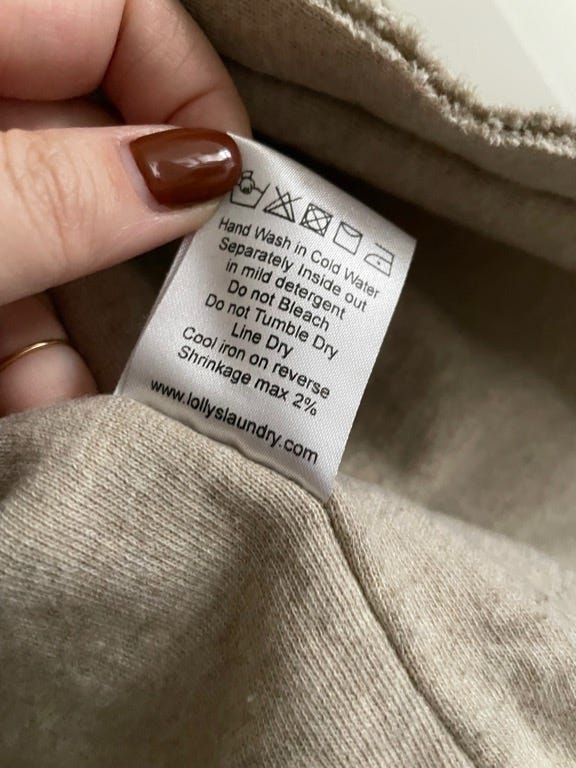 Hand Wash in Cold Water
Separately Inside out
in mild detergent
Do not Bleach
Do not Tumble Dry
Line Dry
Cool iron on reverse
Shrinkage max 2%
www.lollyslaundry.com